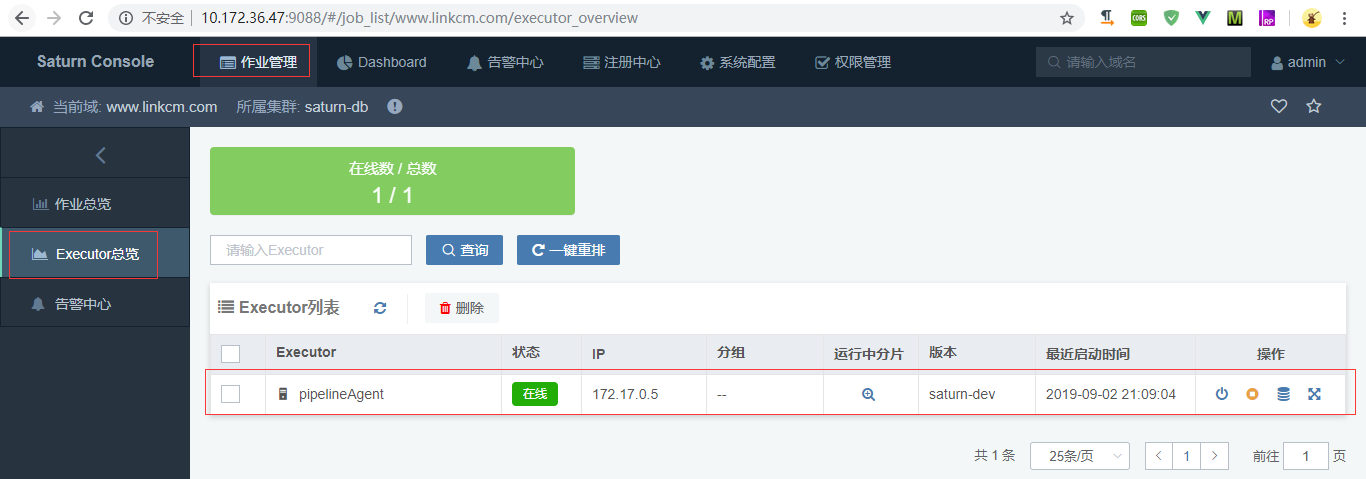 不安全 10.172.36.47:9088/#/job_list/www.linkcm.com/executor_overview
CORS
M
RP
Saturn Console 作业管理 Dashboard 告警中心 注册中心 系统配置 权限管理 请输入域名 admin
当前域: www.linkcm.com 所属集群: saturn-db
作业总览
Executor总览
告警中心
在线数 / 总数
1 / 1
请输入Executor 查询 一键重排
Executor列表 删除
Executor 状态 IP 分组 运行中分片 版本 最近启动时间 操作
pipelineAgent 在线 172.17.0.5 -- saturn-dev 2019-09-02 21:09:04
共 1 条 25条/页 1 前往 1 页